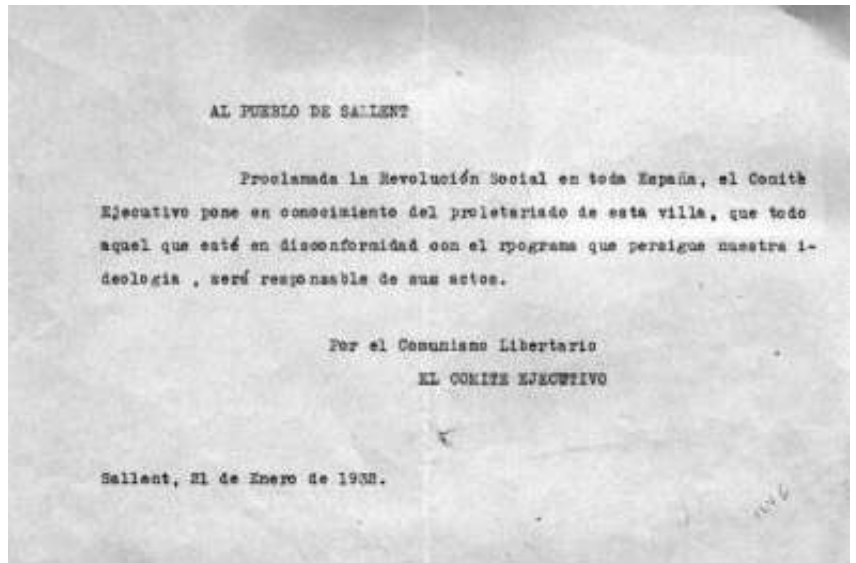 AL PUEBLO DE SALLENT
Proclamada la Revolución Social en toda España, el Comité
Ejecutivo pone en conocimiento del proletariado de esta villa, que todo
aquel que esté en disconformidad con el rpograma que persigue nuestra i-
deologia , será responsable de sus actos.
Por el Comunismo Libertario
EL COMITE EJECUTIVO
Sallent, 21 de Enero de 1932.